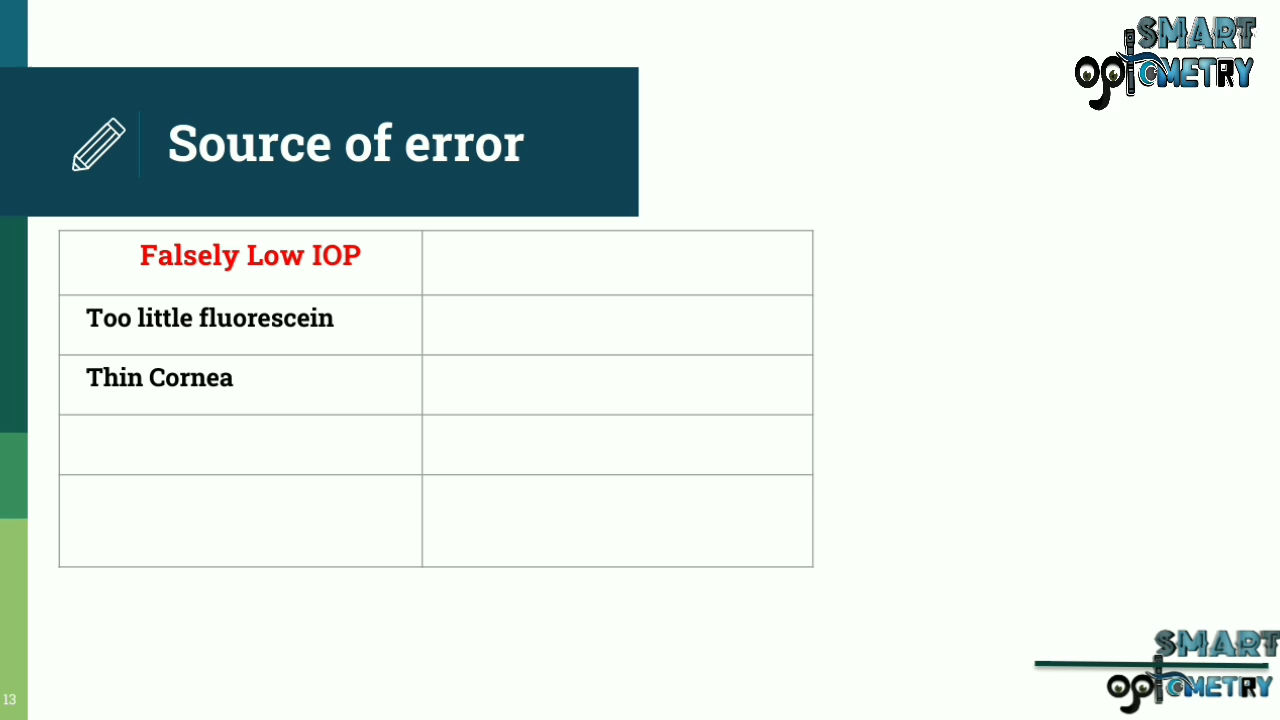 SMART
OPTOMETRY
Source of error
Falsely Low IOP
Too little fluorescein
Thin Cornea
SMART
OPTOMETRY
13